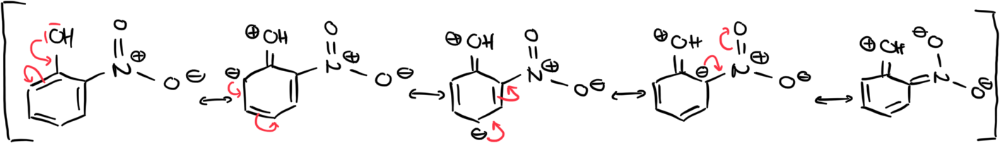 OH O N ⊕ O ⊖
⊕ OH O ⊖ N ⊕ O ⊖
⊕ OH O N ⊕ O ⊖ ⊖
⊕ OH O ⊖ N ⊕ O ⊖
⊕ OH ⊖ O N O ⊖